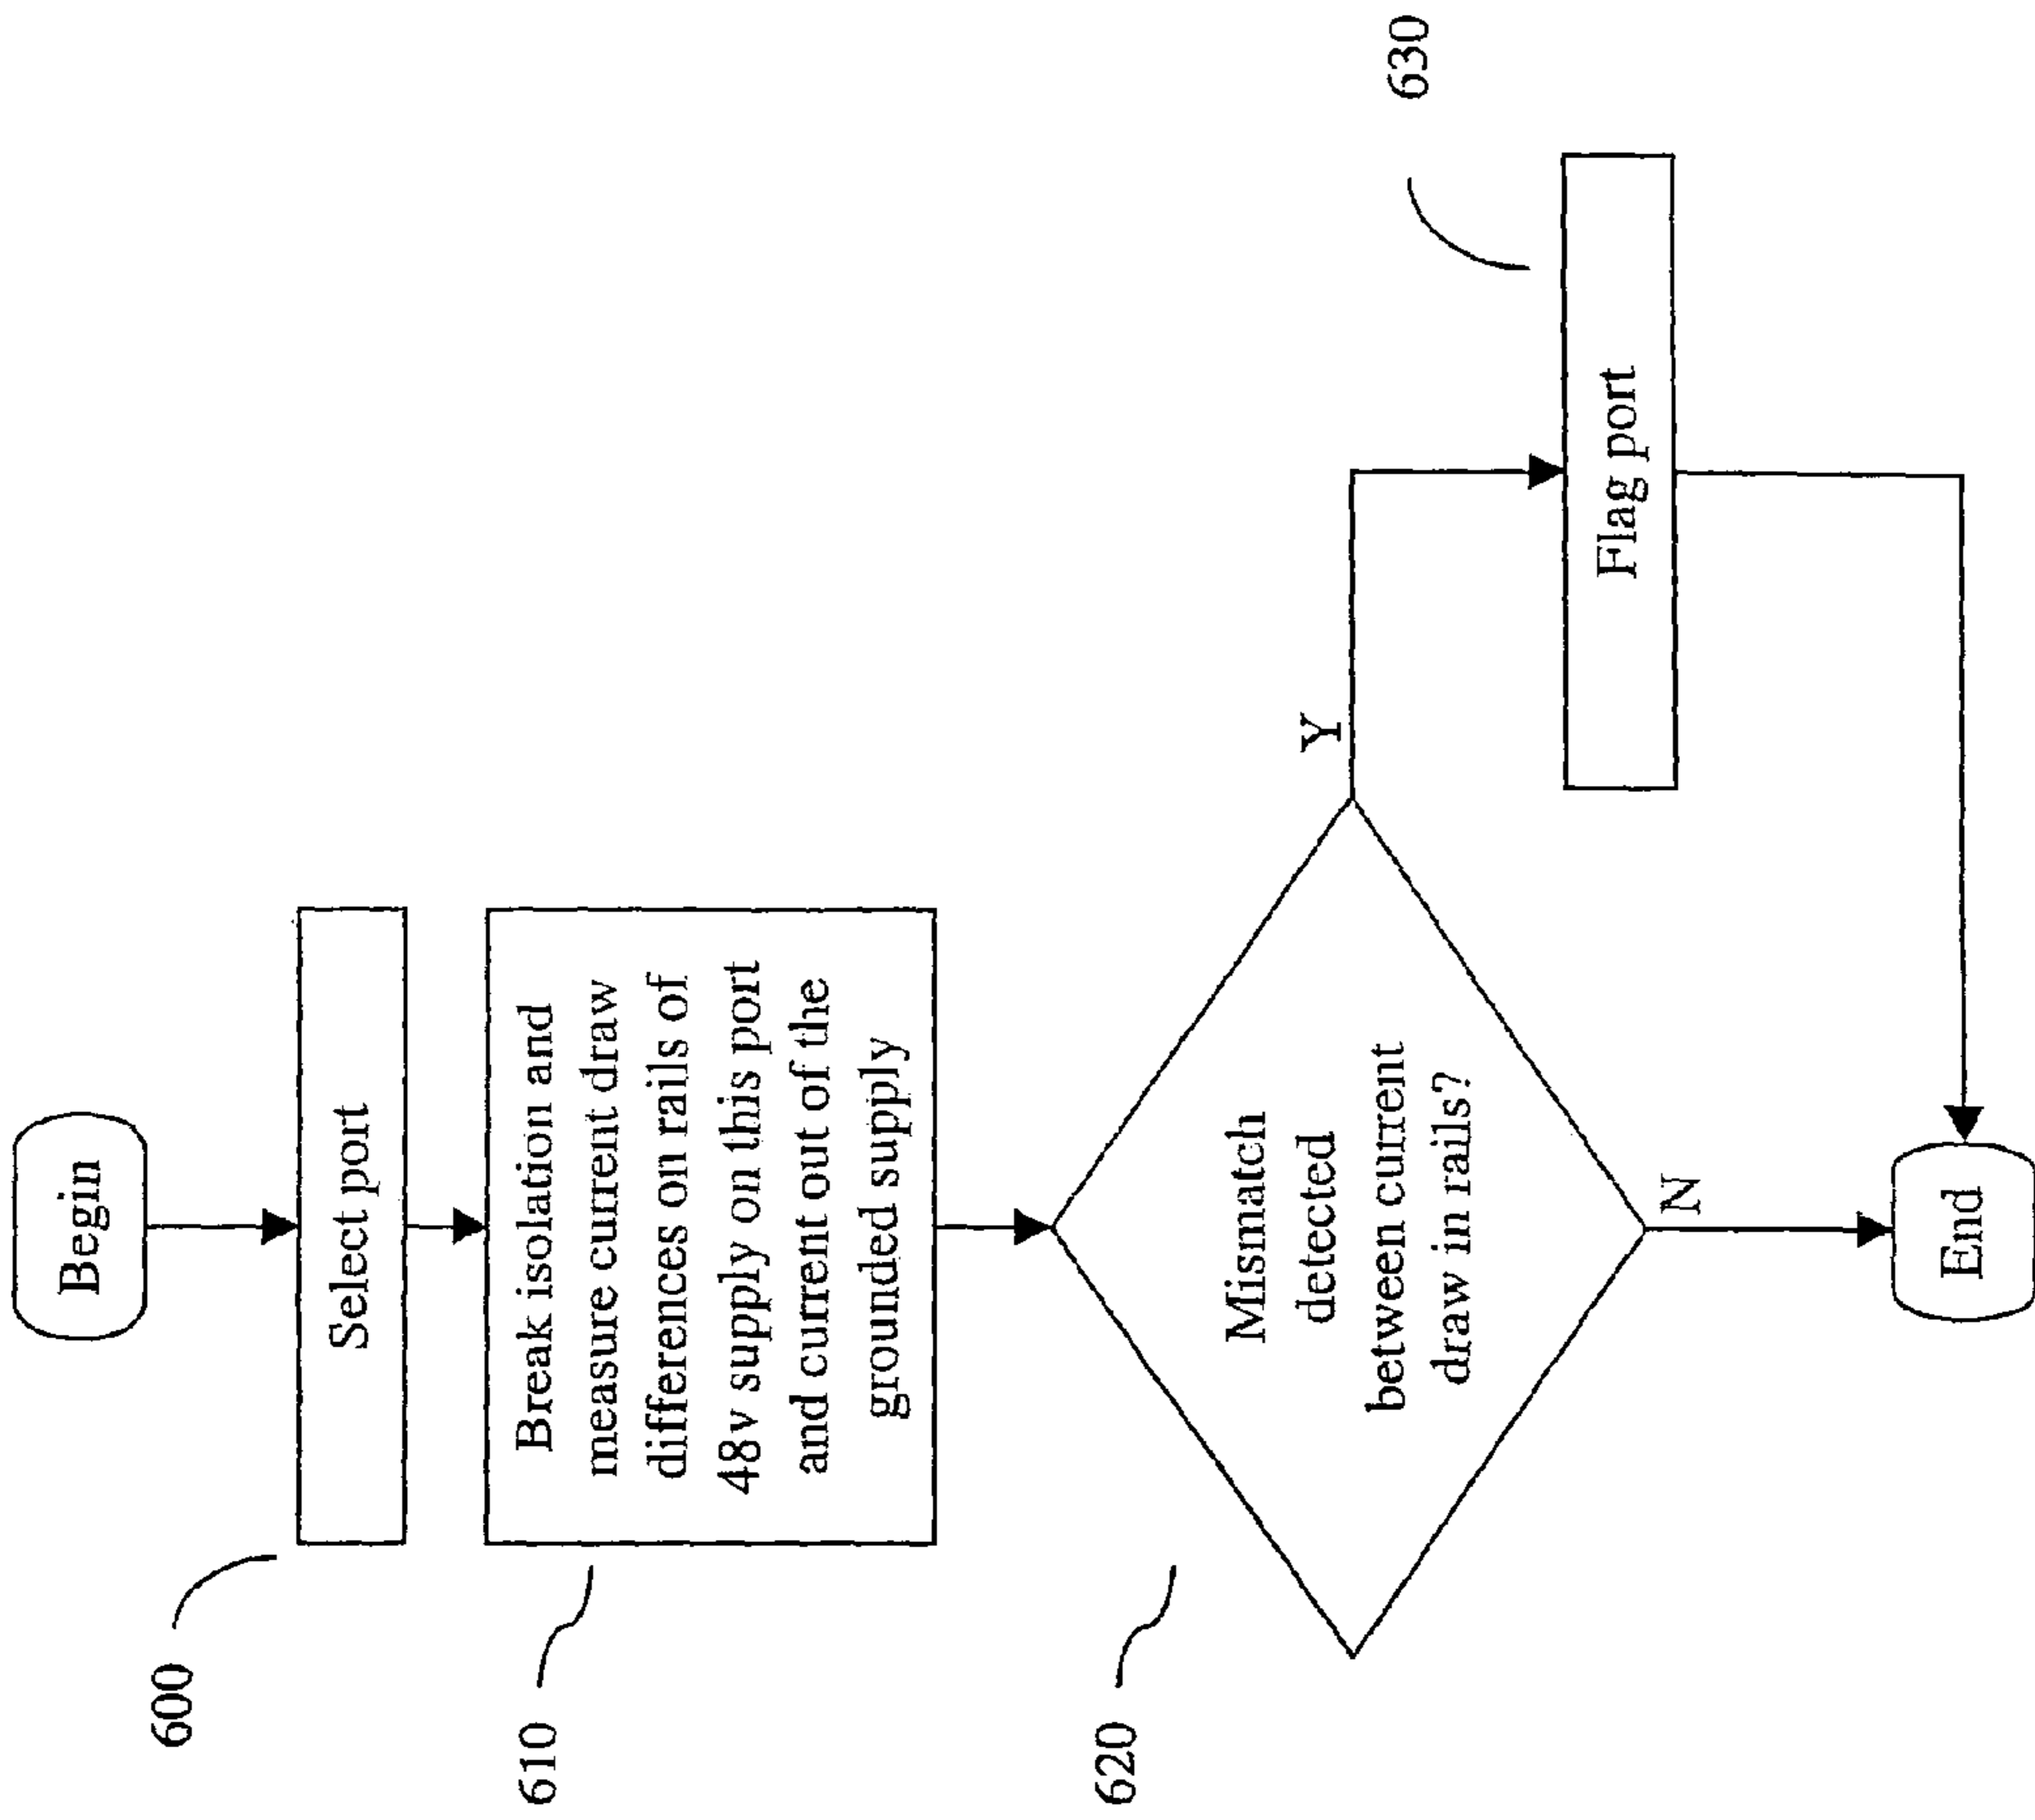 Begin
600
Select port
610
Break isolation and
measure current draw
differences on rails of
48v supply on this port
and current out of the
grounded supply
620
Mismatch
detected
between current
draw in rails?
Y
N
630
Flag port
End